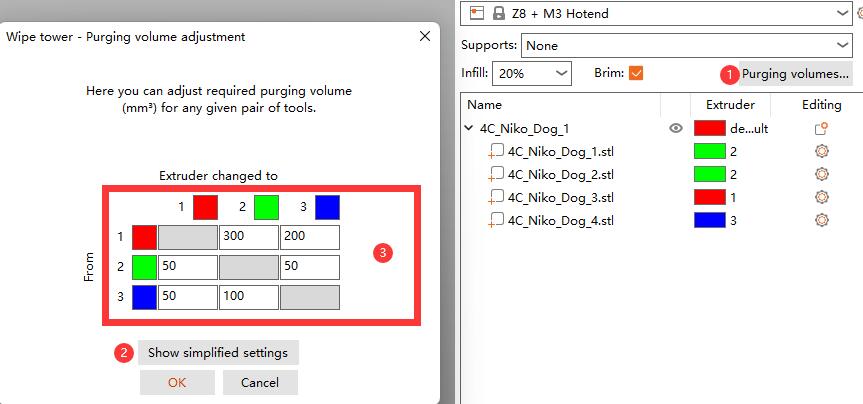 Wipe tower - Purging volume adjustment
Here you can adjust required purging volume
(mm³) for any given pair of tools.
Extruder changed to
1 2 3
From
1 300 200
2 50 50
3 50 100
3
2 Show simplified settings
OK Cancel
Z8 + M3 Hotend
Supports: None
Infill: 20% Brim: 1 Purging volumes...
Name Extruder Editing
4C_Niko_Dog_1 de...ult
4C_Niko_Dog_1.stl 2
4C_Niko_Dog_2.stl 2
4C_Niko_Dog_3.stl 1
4C_Niko_Dog_4.stl 3